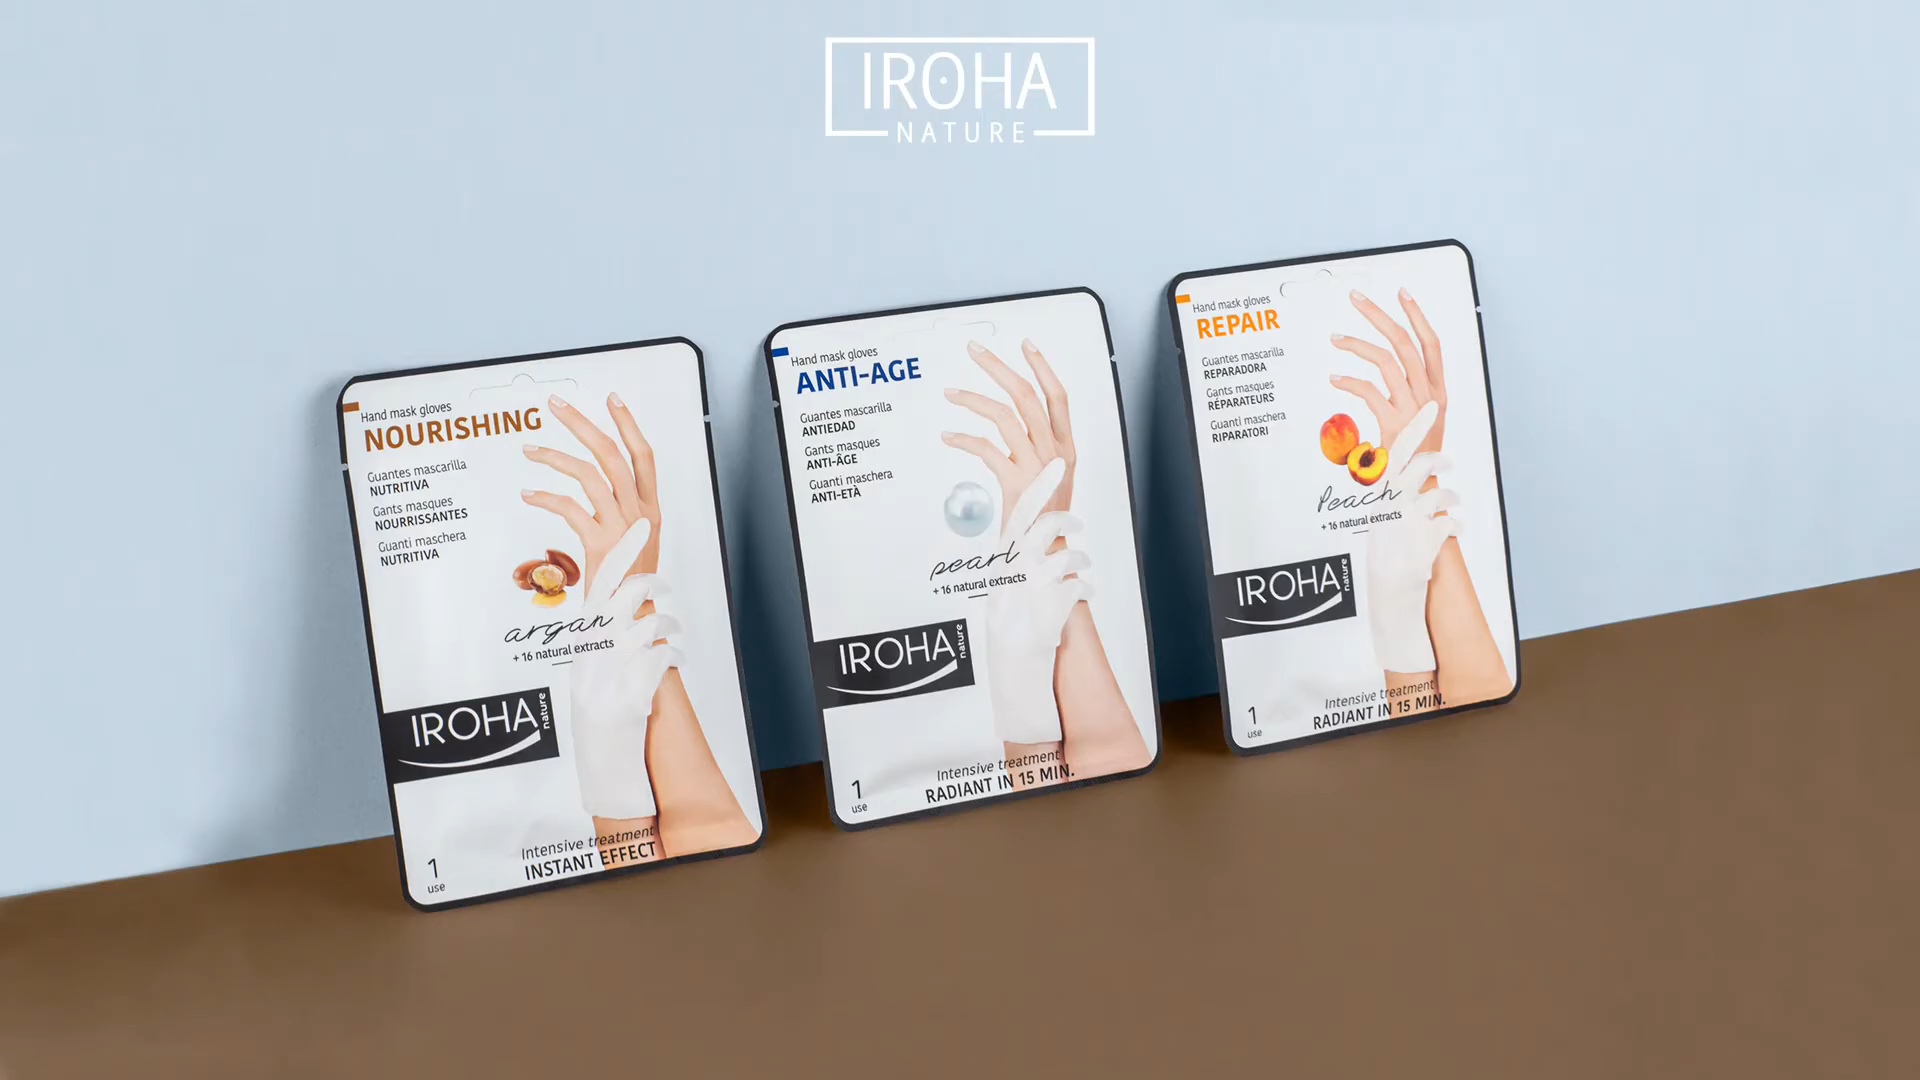 IROHA
NATURE
Hand mask gloves
NOURISHING
Guantes mascarilla
NUTRITIVA
Gants masques
NOURRISSANTES
Guanti maschera
NUTRITIVA
argan
+ 16 natural extracts
IROHA nature
1
use
Intensive treatment
INSTANT EFFECT
Hand mask gloves
ANTI-AGE
Guantes mascarilla
ANTIEDAD
Gants masques
ANTI-ÂGE
Guanti maschera
ANTI-ETÀ
pearl
+ 16 natural extracts
IROHA nature
1
use
Intensive treatment
RADIANT IN 15 MIN.
Hand mask gloves
REPAIR
Guantes mascarilla
REPARADORA
Gants masques
RÉPARATEURS
Guanti maschera
RIPARATORI
Peach
+ 16 natural extracts
IROHA nature
1
use
Intensive treatment
RADIANT IN 15 MIN.